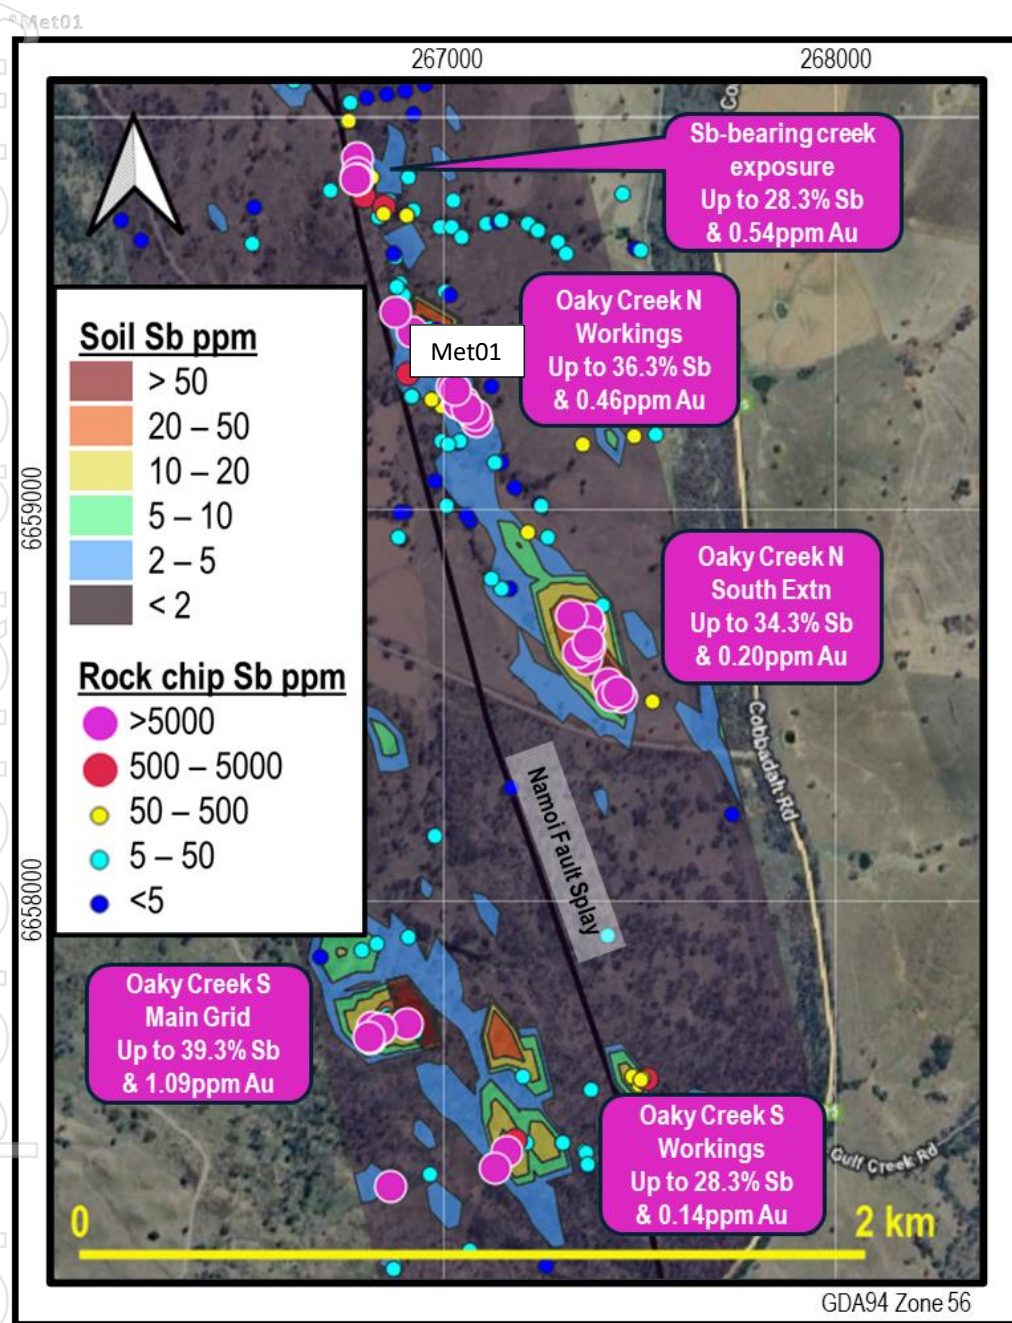 *Met01
267000
268000
Co
Sb-bearing creek
exposure
Up to 28.3% Sb
& 0.54ppm Au
Oaky Creek N
Workings
Up to 36.3% Sb
& 0.46ppm Au
Met01
Soil Sb ppm
> 50
20 – 50
10 – 20
5 – 10
2 – 5
< 2
Rock chip Sb ppm
>5000
500 – 5000
50 – 500
5 – 50
<5
6659000
Oaky Creek N
South Extn
Up to 34.3% Sb
& 0.20ppm Au
Cobbadah Rd
Namoi Fault Splay
6658000
Oaky Creek S
Main Grid
Up to 39.3% Sb
& 1.09ppm Au
Oaky Creek S
Workings
Up to 28.3% Sb
& 0.14ppm Au
Gulf Creek Rd
0
2 km
GDA94 Zone 56